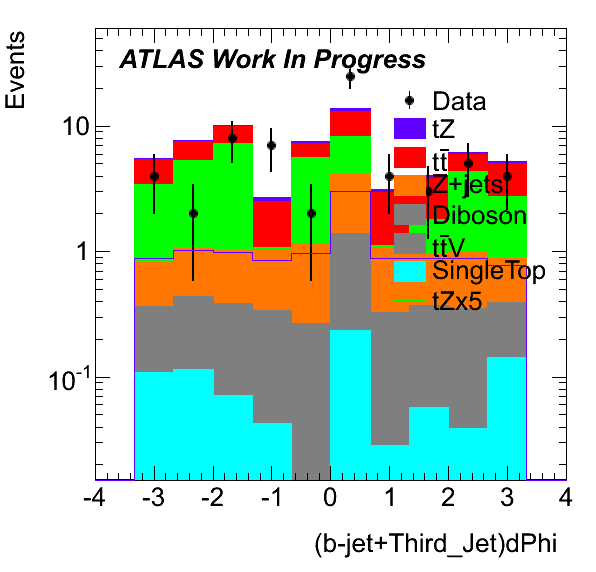 Events
ATLAS Work In Progress
Data
tZ
tt̄
Z+jets
Diboson
tt̄V
SingleTop
tZx5
10
1
10⁻¹
-4 -3 -2 -1 0 1 2 3 4
(b-jet+Third_Jet)dPhi